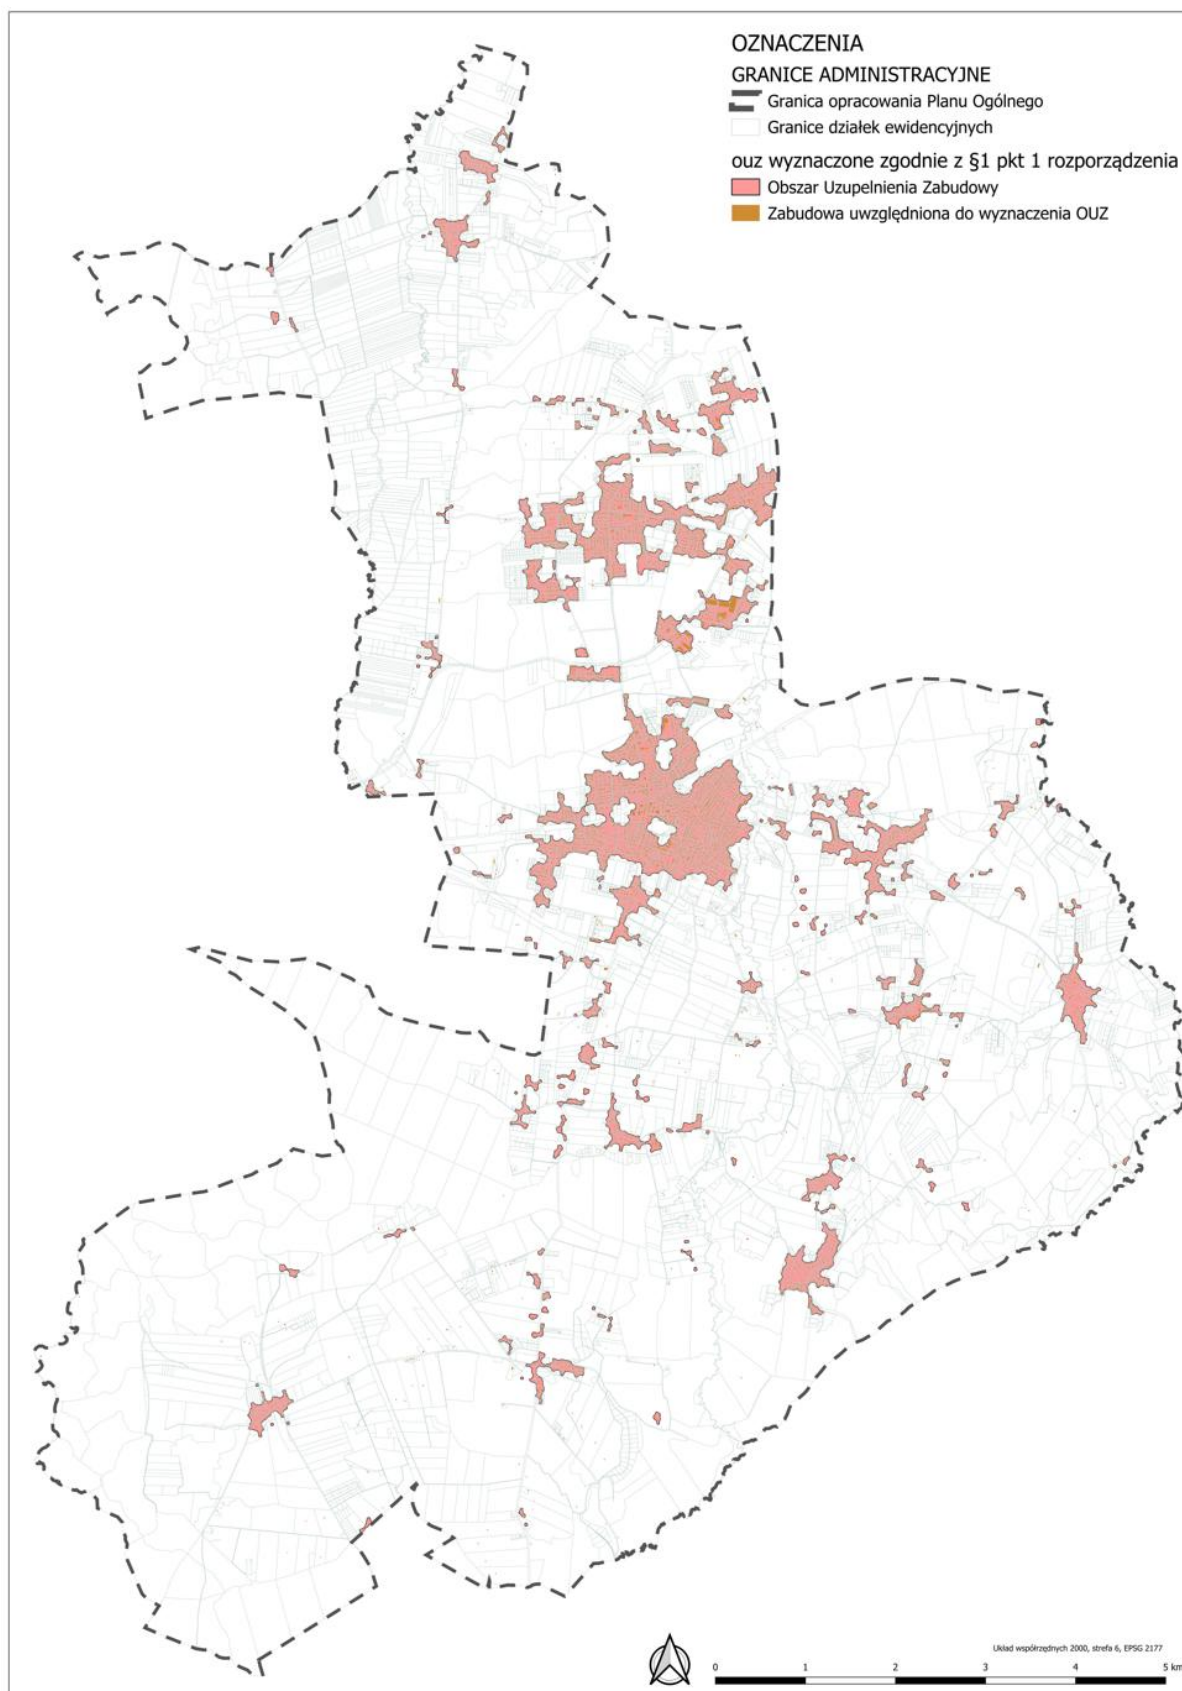 OZNACZENIA
GRANICE ADMINISTRACYJNE
Granica opracowania Planu Ogólnego
Granice działek ewidencyjnych
ouz wyznaczone zgodnie z §1 pkt 1 rozporządzenia
Obszar Uzupelnienia Zabudowy
Zabudowa uwzględniona do wyznaczenia OUZ
Układ współrzędnych 2000, strefa 6, EPSG 2177
0 1 2 3 4 5 km